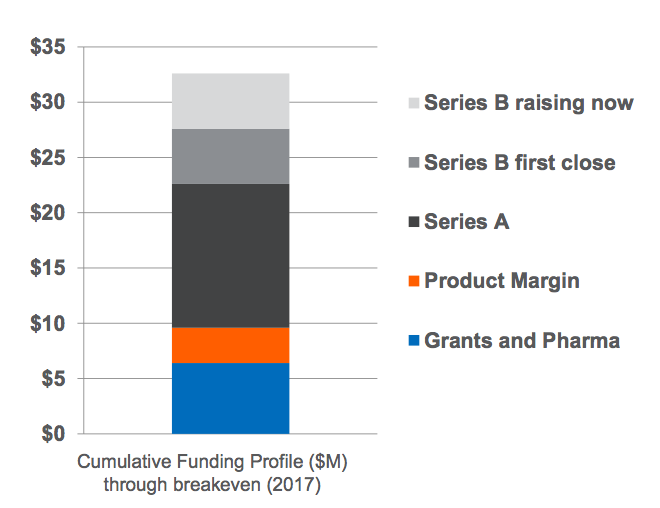 $35
$30
$25
$20
$15
$10
$5
$0
Series B raising now
Series B first close
Series A
Product Margin
Grants and Pharma
Cumulative Funding Profile ($M)
through breakeven (2017)